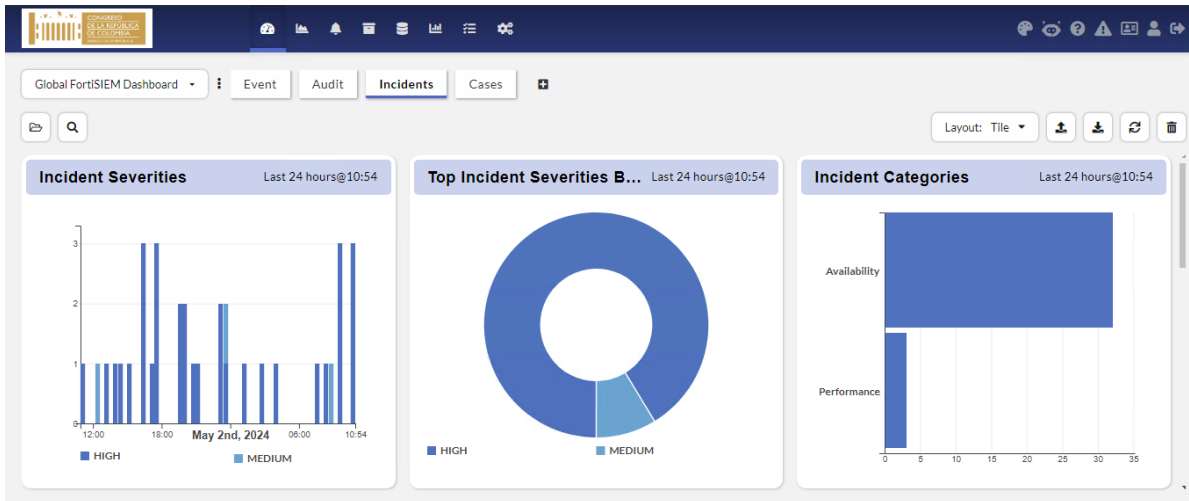 CONGRESO
DE LA REPÚBLICA
DE COLOMBIA
Global FortiSIEM Dashboard
Event
Audit
Incidents
Cases
Layout: Tile
Incident Severities
Last 24 hours@10:54
3
2
1
0
12:00
18:00
May 2nd, 2024
06:00
10:54
HIGH
MEDIUM
Top Incident Severities B...
Last 24 hours@10:54
HIGH
MEDIUM
Incident Categories
Last 24 hours@10:54
Availability
Performance
0
5
10
15
20
25
30
35